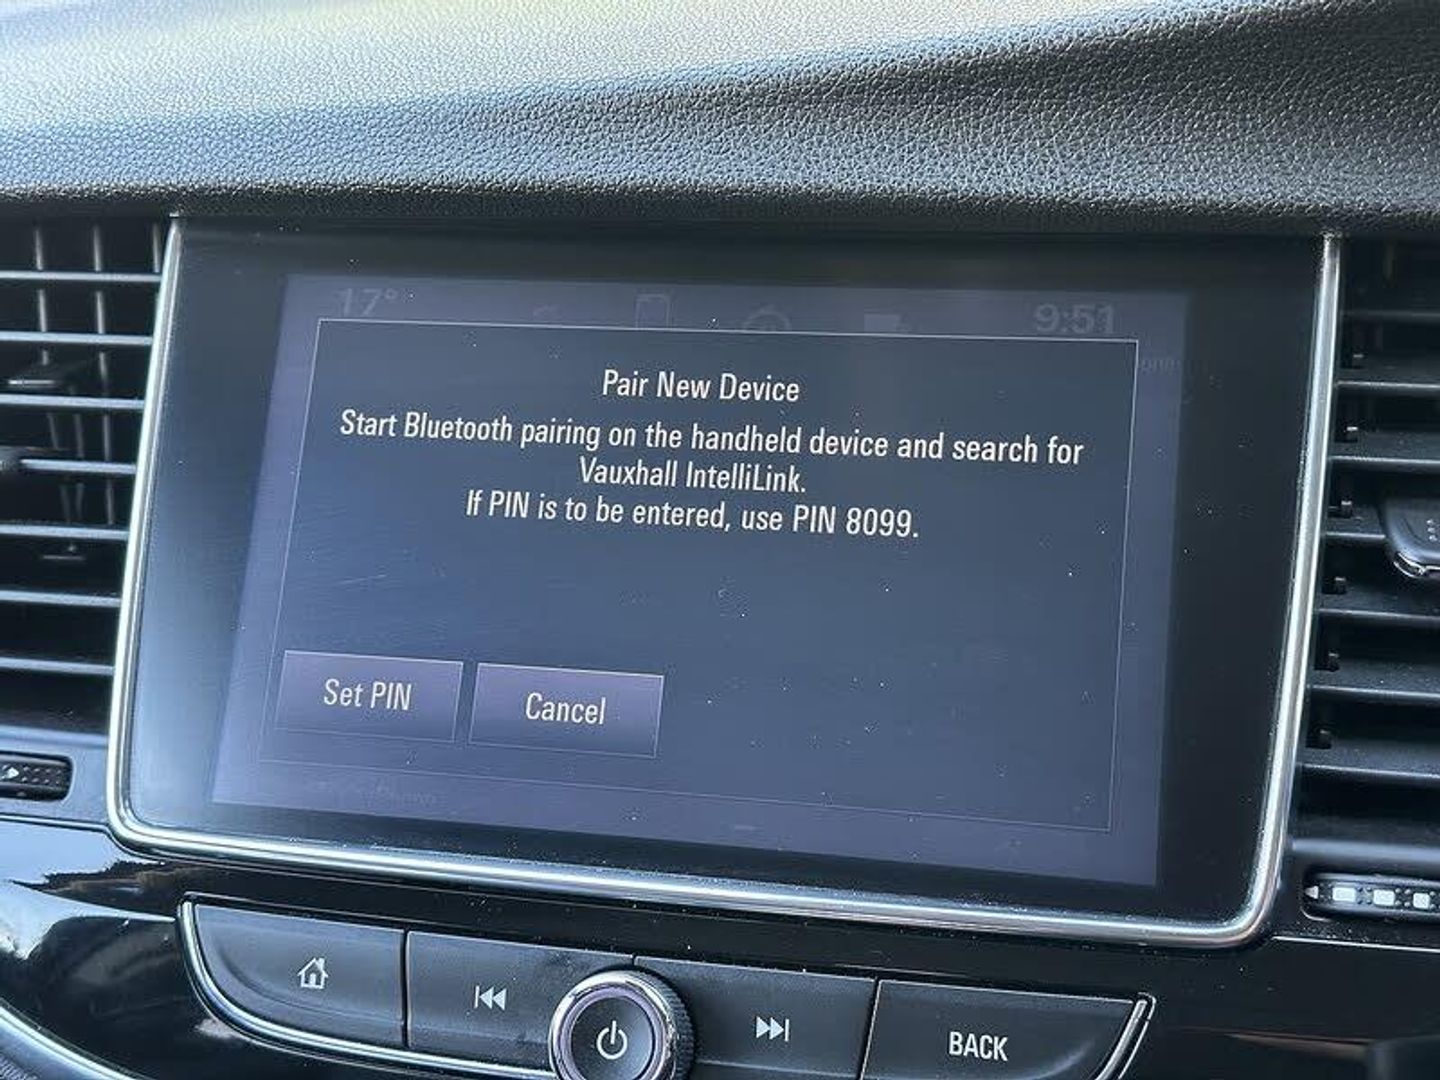 17° 9:51
Pair New Device
Start Bluetooth pairing on the handheld device and search for
Vauxhall IntelliLink.
If PIN is to be entered, use PIN 8099.
Set PIN
Cancel
BACK